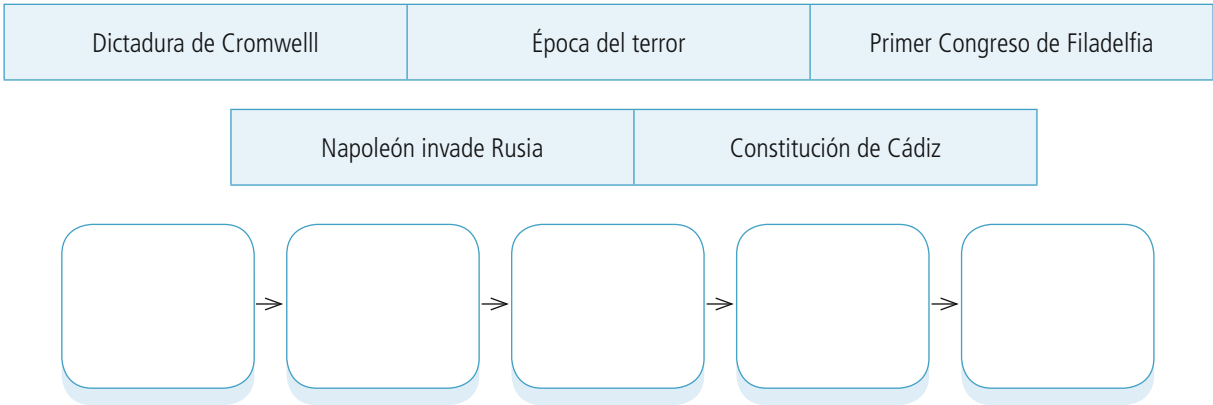 Dictadura de Cromwelll
Época del terror
Primer Congreso de Filadelfia
Napoleón invade Rusia
Constitución de Cádiz